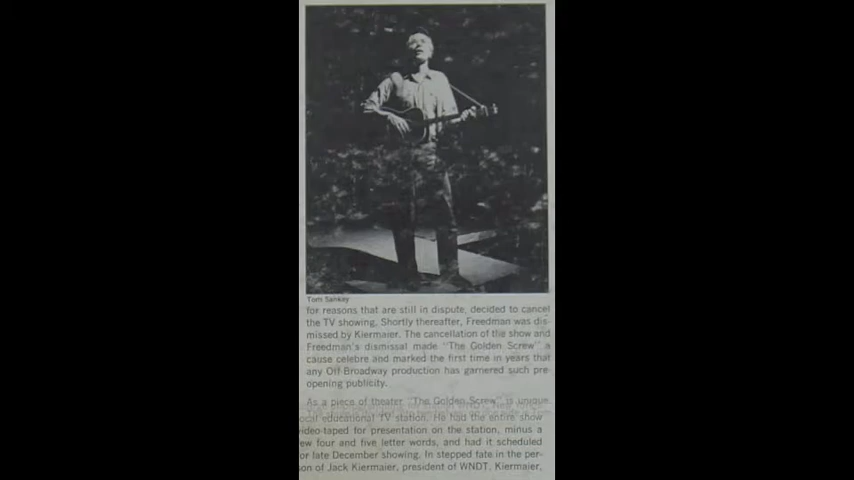 Tom Sankey
for reasons that are still in dispute, decided to cancel
the TV showing. Shortly thereafter, Freedman was dis-
missed by Kiermaier. The cancellation of the show and
Freedman's dismissal made "The Golden Screw" a
cause celebre and marked the first time in years that
any Off-Broadway production has garnered such pre-
opening publicity.
As a piece of theater "The Golden Screw" is unique.
ocal educational TV station. He had the entire show
ideo-taped for presentation on the station, minus a
ew four and five letter words, and had it scheduled
or late December showing. In stepped fate in the per-
on of Jack Kiermaier, president of WNDT. Kiermaier,